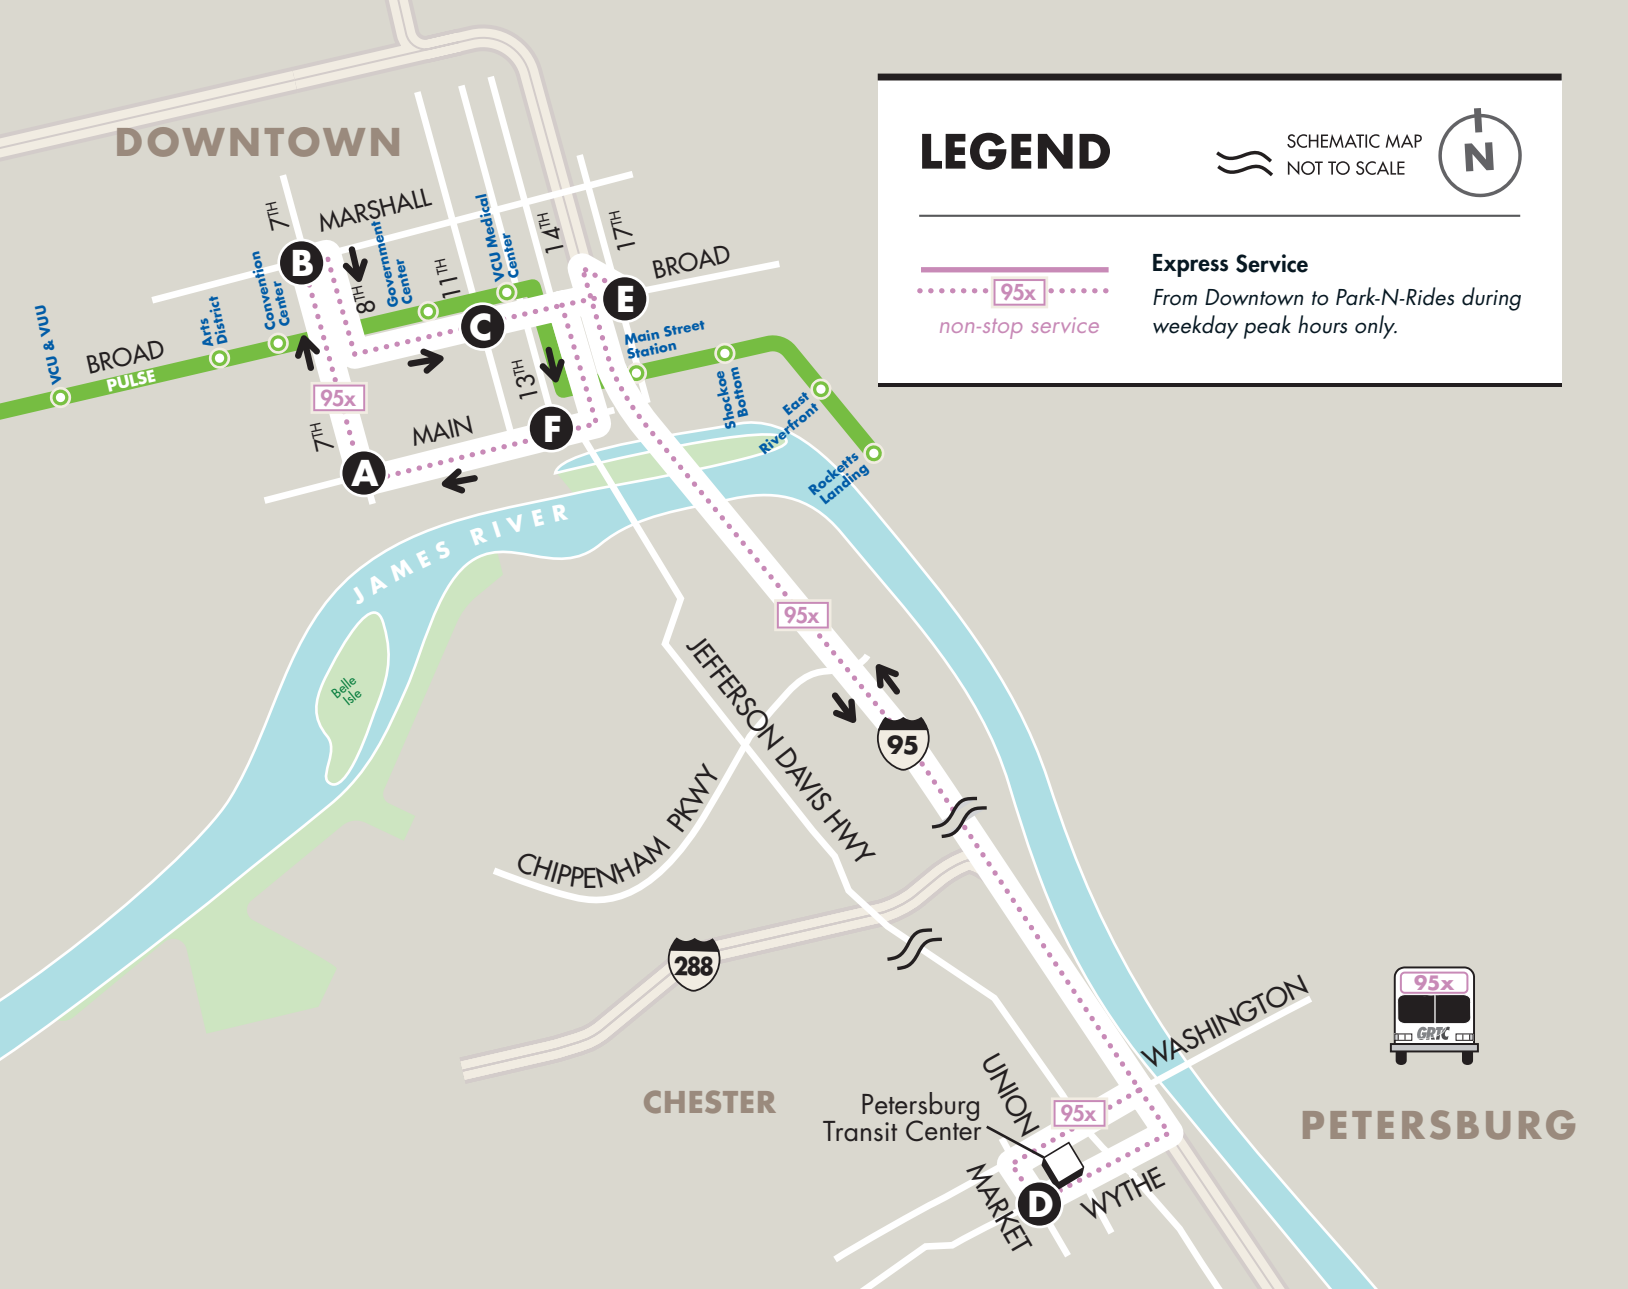 DOWNTOWN
LEGEND
SCHEMATIC MAP
NOT TO SCALE
N
Express Service
From Downtown to Park-N-Rides during
weekday peak hours only.
95x
non-stop service
7TH
MARSHALL
B
8TH
Government
Center
11TH
VCU Medical
Center
14TH
17TH
BROAD
E
C
Convention
Center
Arts
District
VCU & VUU
BROAD
PULSE
Main Street
Station
Shockoe
Bottom
East
Riverfront
Rocketts
Landing
13TH
95x
7TH
MAIN
F
A
JAMES RIVER
Belle
Isle
95x
JEFFERSON DAVIS HWY
95
CHIPPENHAM PKWY
288
CHESTER
WASHINGTON
95x
GRTC
PETERSBURG
UNION
95x
Petersburg
Transit Center
MARKET
D
WYTHE